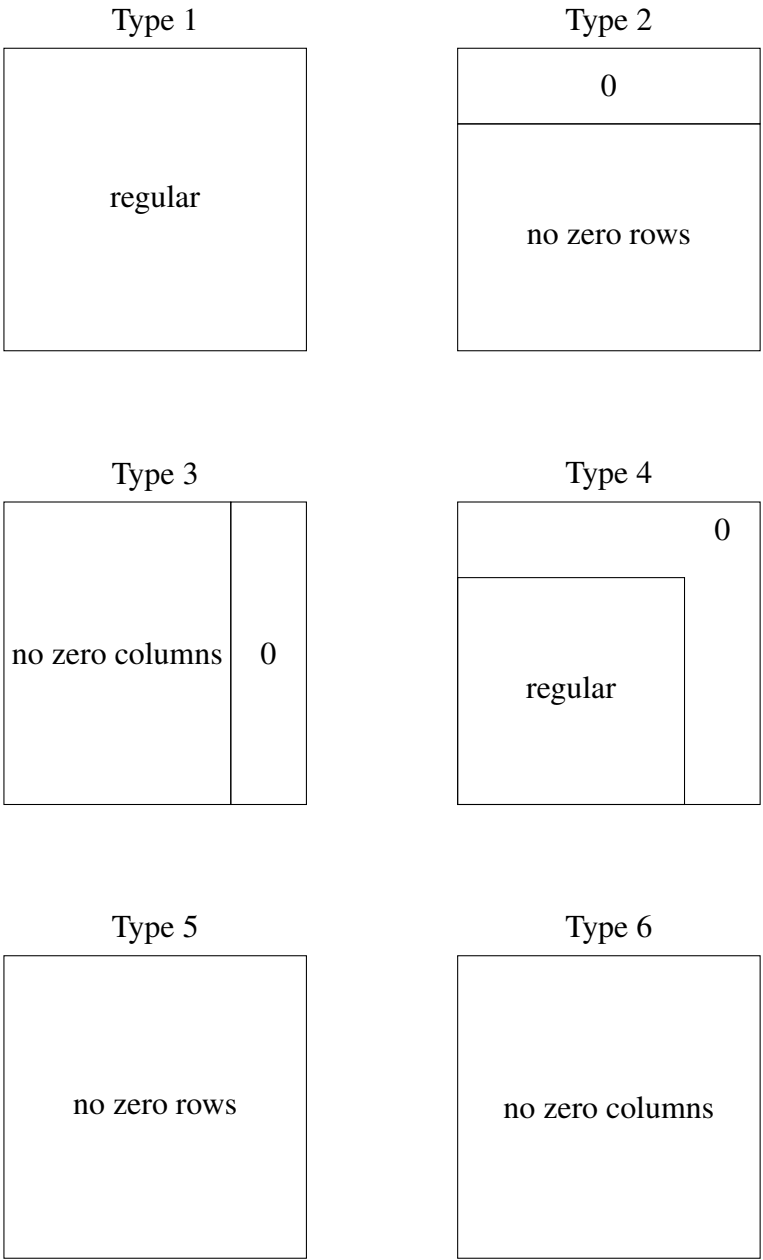 Type 1
Type 2
regular
0
no zero rows
Type 3
Type 4
no zero columns
0
0
regular
Type 5
Type 6
no zero rows
no zero columns